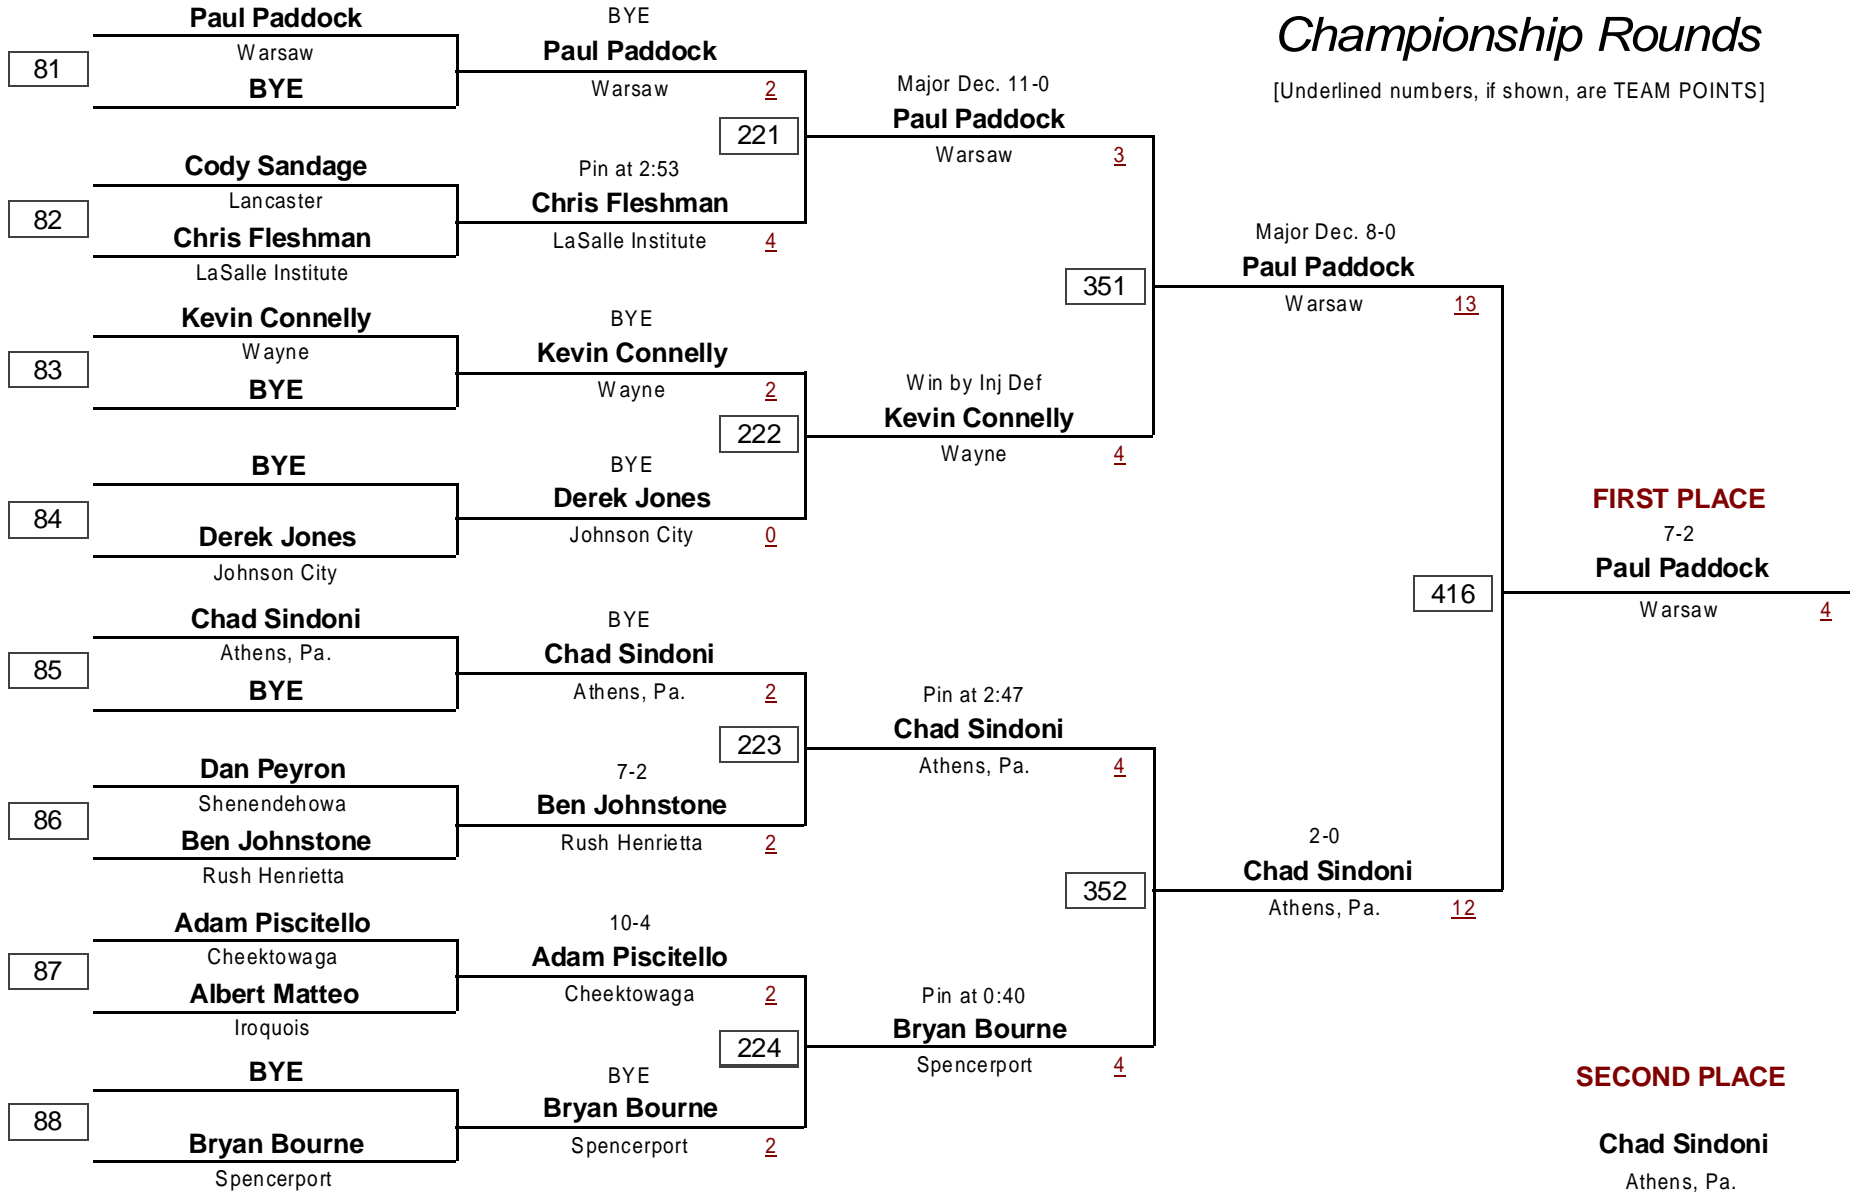 Championship Rounds
[Underlined numbers, if shown, are TEAM POINTS]
Paul Paddock
Warsaw
81
BYE
Cody Sandage
Lancaster
82
Chris Fleshman
LaSalle Institute
Kevin Connelly
Wayne
83
BYE
BYE
84
Derek Jones
Johnson City
Chad Sindoni
Athens, Pa.
85
BYE
Dan Peyron
Shenendehowa
86
Ben Johnstone
Rush Henrietta
Adam Piscitello
Cheektowaga
87
Albert Matteo
Iroquois
BYE
88
Bryan Bourne
Spencerport
BYE
Paul Paddock
Warsaw 2
221
Pin at 2:53
Chris Fleshman
LaSalle Institute 4
BYE
Kevin Connelly
Wayne 2
222
BYE
Derek Jones
Johnson City 0
BYE
Chad Sindoni
Athens, Pa. 2
223
7-2
Ben Johnstone
Rush Henrietta 2
10-4
Adam Piscitello
Cheektowaga 2
224
BYE
Bryan Bourne
Spencerport 2
Major Dec. 11-0
Paul Paddock
Warsaw 3
351
Win by Inj Def
Kevin Connelly
Wayne 4
Pin at 2:47
Chad Sindoni
Athens, Pa. 4
352
Pin at 0:40
Bryan Bourne
Spencerport 4
Major Dec. 8-0
Paul Paddock
Warsaw 13
416
2-0
Chad Sindoni
Athens, Pa. 12
FIRST PLACE
7-2
Paul Paddock
Warsaw 4
SECOND PLACE
Chad Sindoni
Athens, Pa.